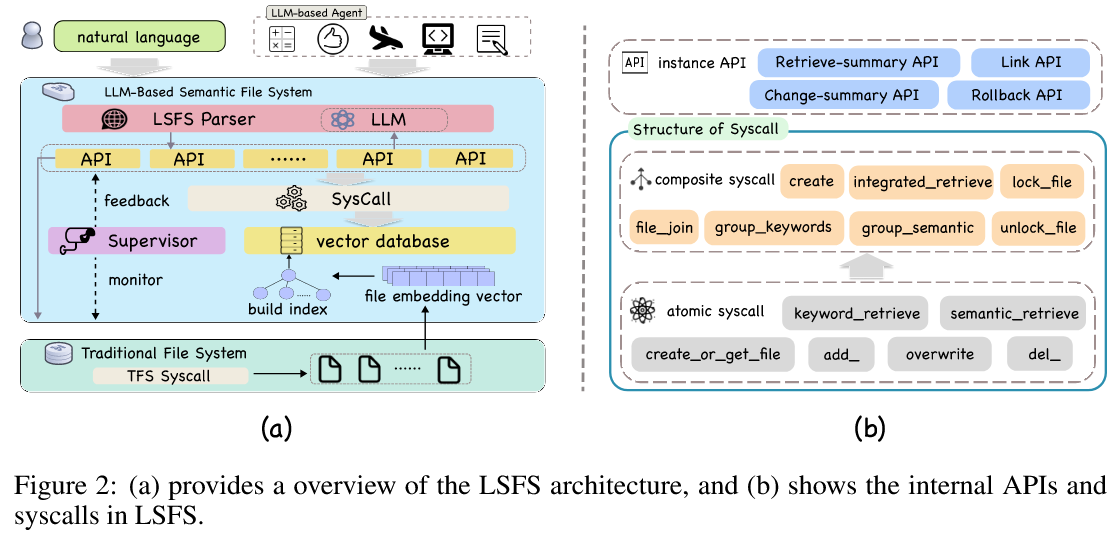 LLM-based Agent
natural language
LLM-Based Semantic File System
LSFS Parser
LLM
API API ...... API API
feedback
SysCall
Supervisor
vector database
monitor
......
build index
file embedding vector
Traditional File System
TFS Syscall
......
(a)
API instance API
Retrieve-summary API Link API
Change-summary API Rollback API
Structure of Syscall
composite syscall create integrated_retrieve lock_file
file_join group_keywords group_semantic unlock_file
atomic syscall keyword_retrieve semantic_retrieve
create_or_get_file add_ overwrite del_
(b)
Figure 2: (a) provides a overview of the LSFS architecture, and (b) shows the internal APIs and
syscalls in LSFS.